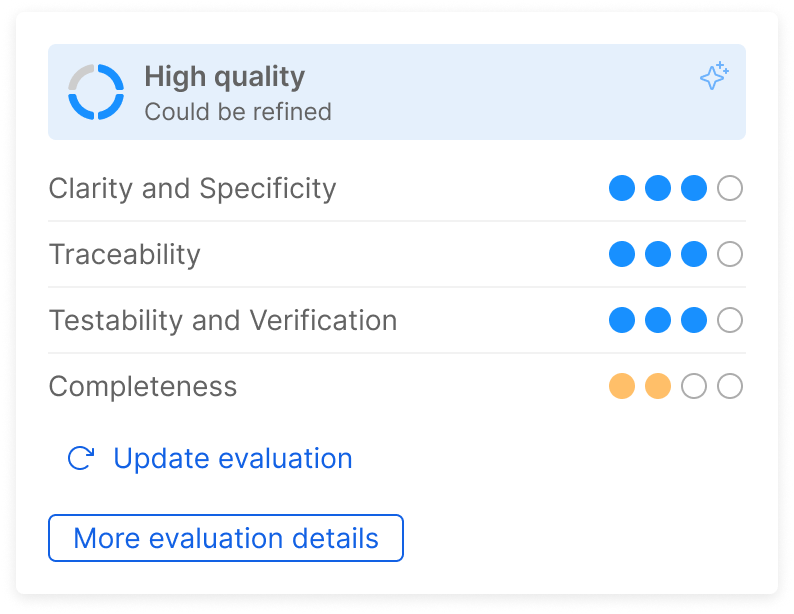 High quality
Could be refined
Clarity and Specificity
Traceability
Testability and Verification
Completeness
Update evaluation
More evaluation details